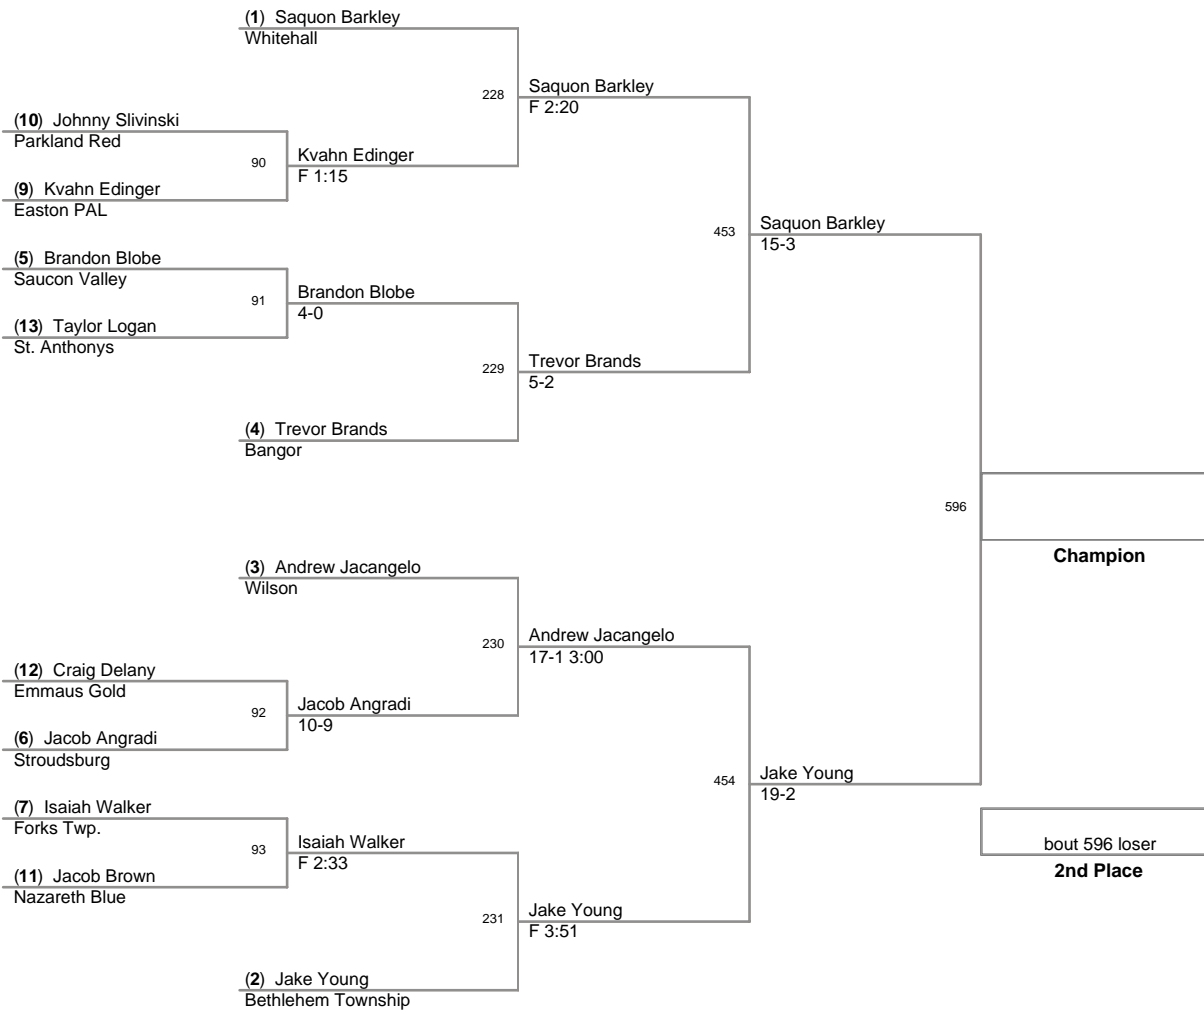 (1) Saquon Barkley
Whitehall
228
Saquon Barkley
F 2:20
(10) Johnny Slivinski
Parkland Red
90
Kvahn Edinger
F 1:15
(9) Kvahn Edinger
Easton PAL
453
Saquon Barkley
15-3
(5) Brandon Blobe
Saucon Valley
91
Brandon Blobe
4-0
(13) Taylor Logan
St. Anthonys
229
Trevor Brands
5-2
(4) Trevor Brands
Bangor
596
Champion
(3) Andrew Jacangelo
Wilson
230
Andrew Jacangelo
17-1 3:00
(12) Craig Delany
Emmaus Gold
92
Jacob Angradi
10-9
(6) Jacob Angradi
Stroudsburg
454
Jake Young
19-2
(7) Isaiah Walker
Forks Twp.
93
Isaiah Walker
F 2:33
(11) Jacob Brown
Nazareth Blue
bout 596 loser
2nd Place
231
Jake Young
F 3:51
(2) Jake Young
Bethlehem Township